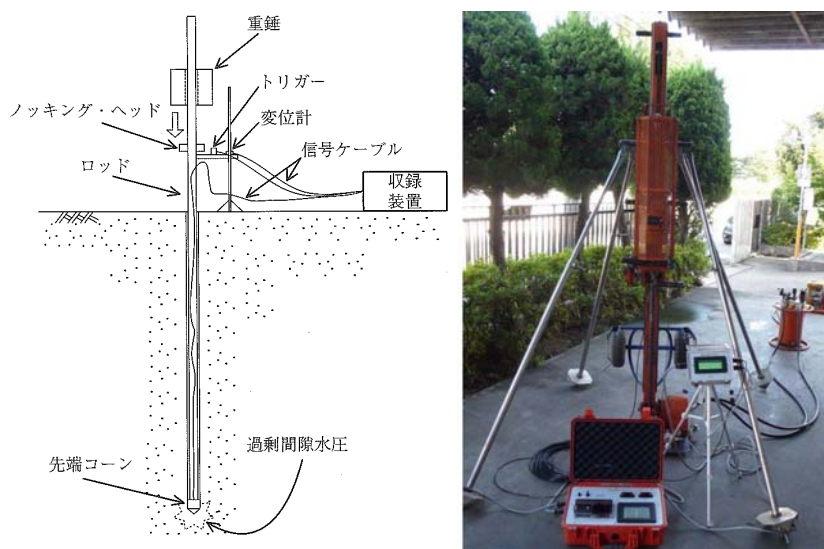 重錘
トリガー
ノッキング・ヘッド
変位計
信号ケーブル
ロッド
収録
装置
過剰間隙水圧
先端コーン